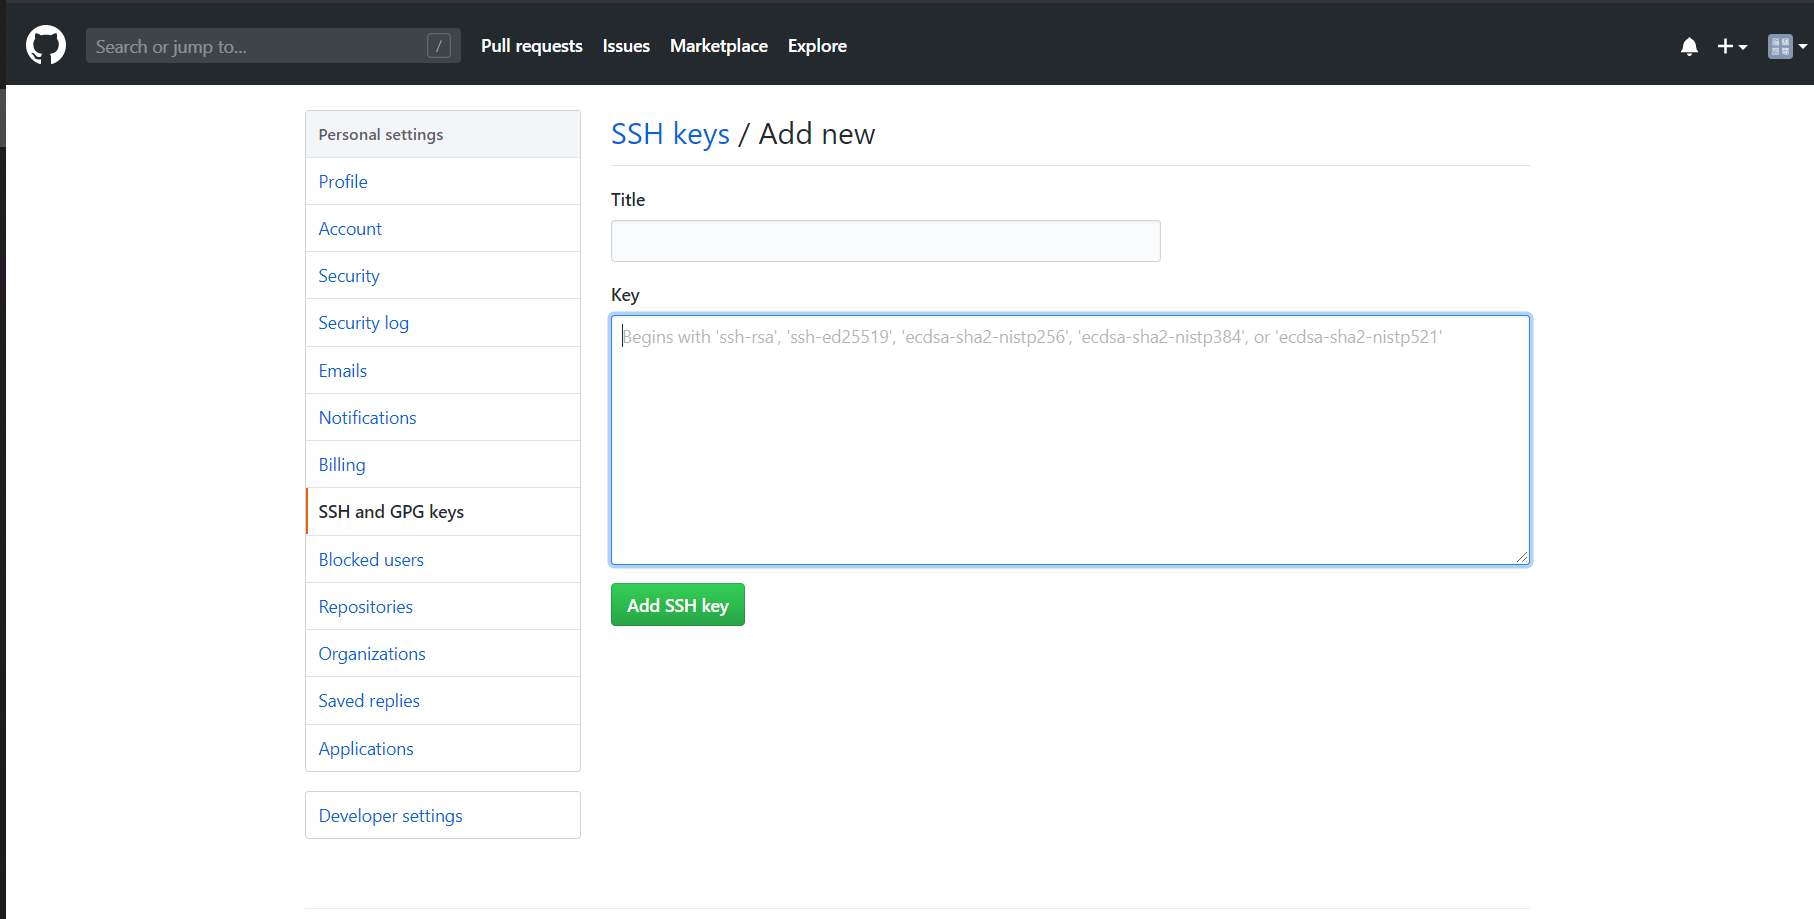 Search or jump to...
/
Pull requests
Issues
Marketplace
Explore
Personal settings
Profile
Account
Security
Security log
Emails
Notifications
Billing
SSH and GPG keys
Blocked users
Repositories
Organizations
Saved replies
Applications
Developer settings
SSH keys / Add new
Title
Key
Begins with 'ssh-rsa', 'ssh-ed25519', 'ecdsa-sha2-nistp256', 'ecdsa-sha2-nistp384', or 'ecdsa-sha2-nistp521'
Add SSH key